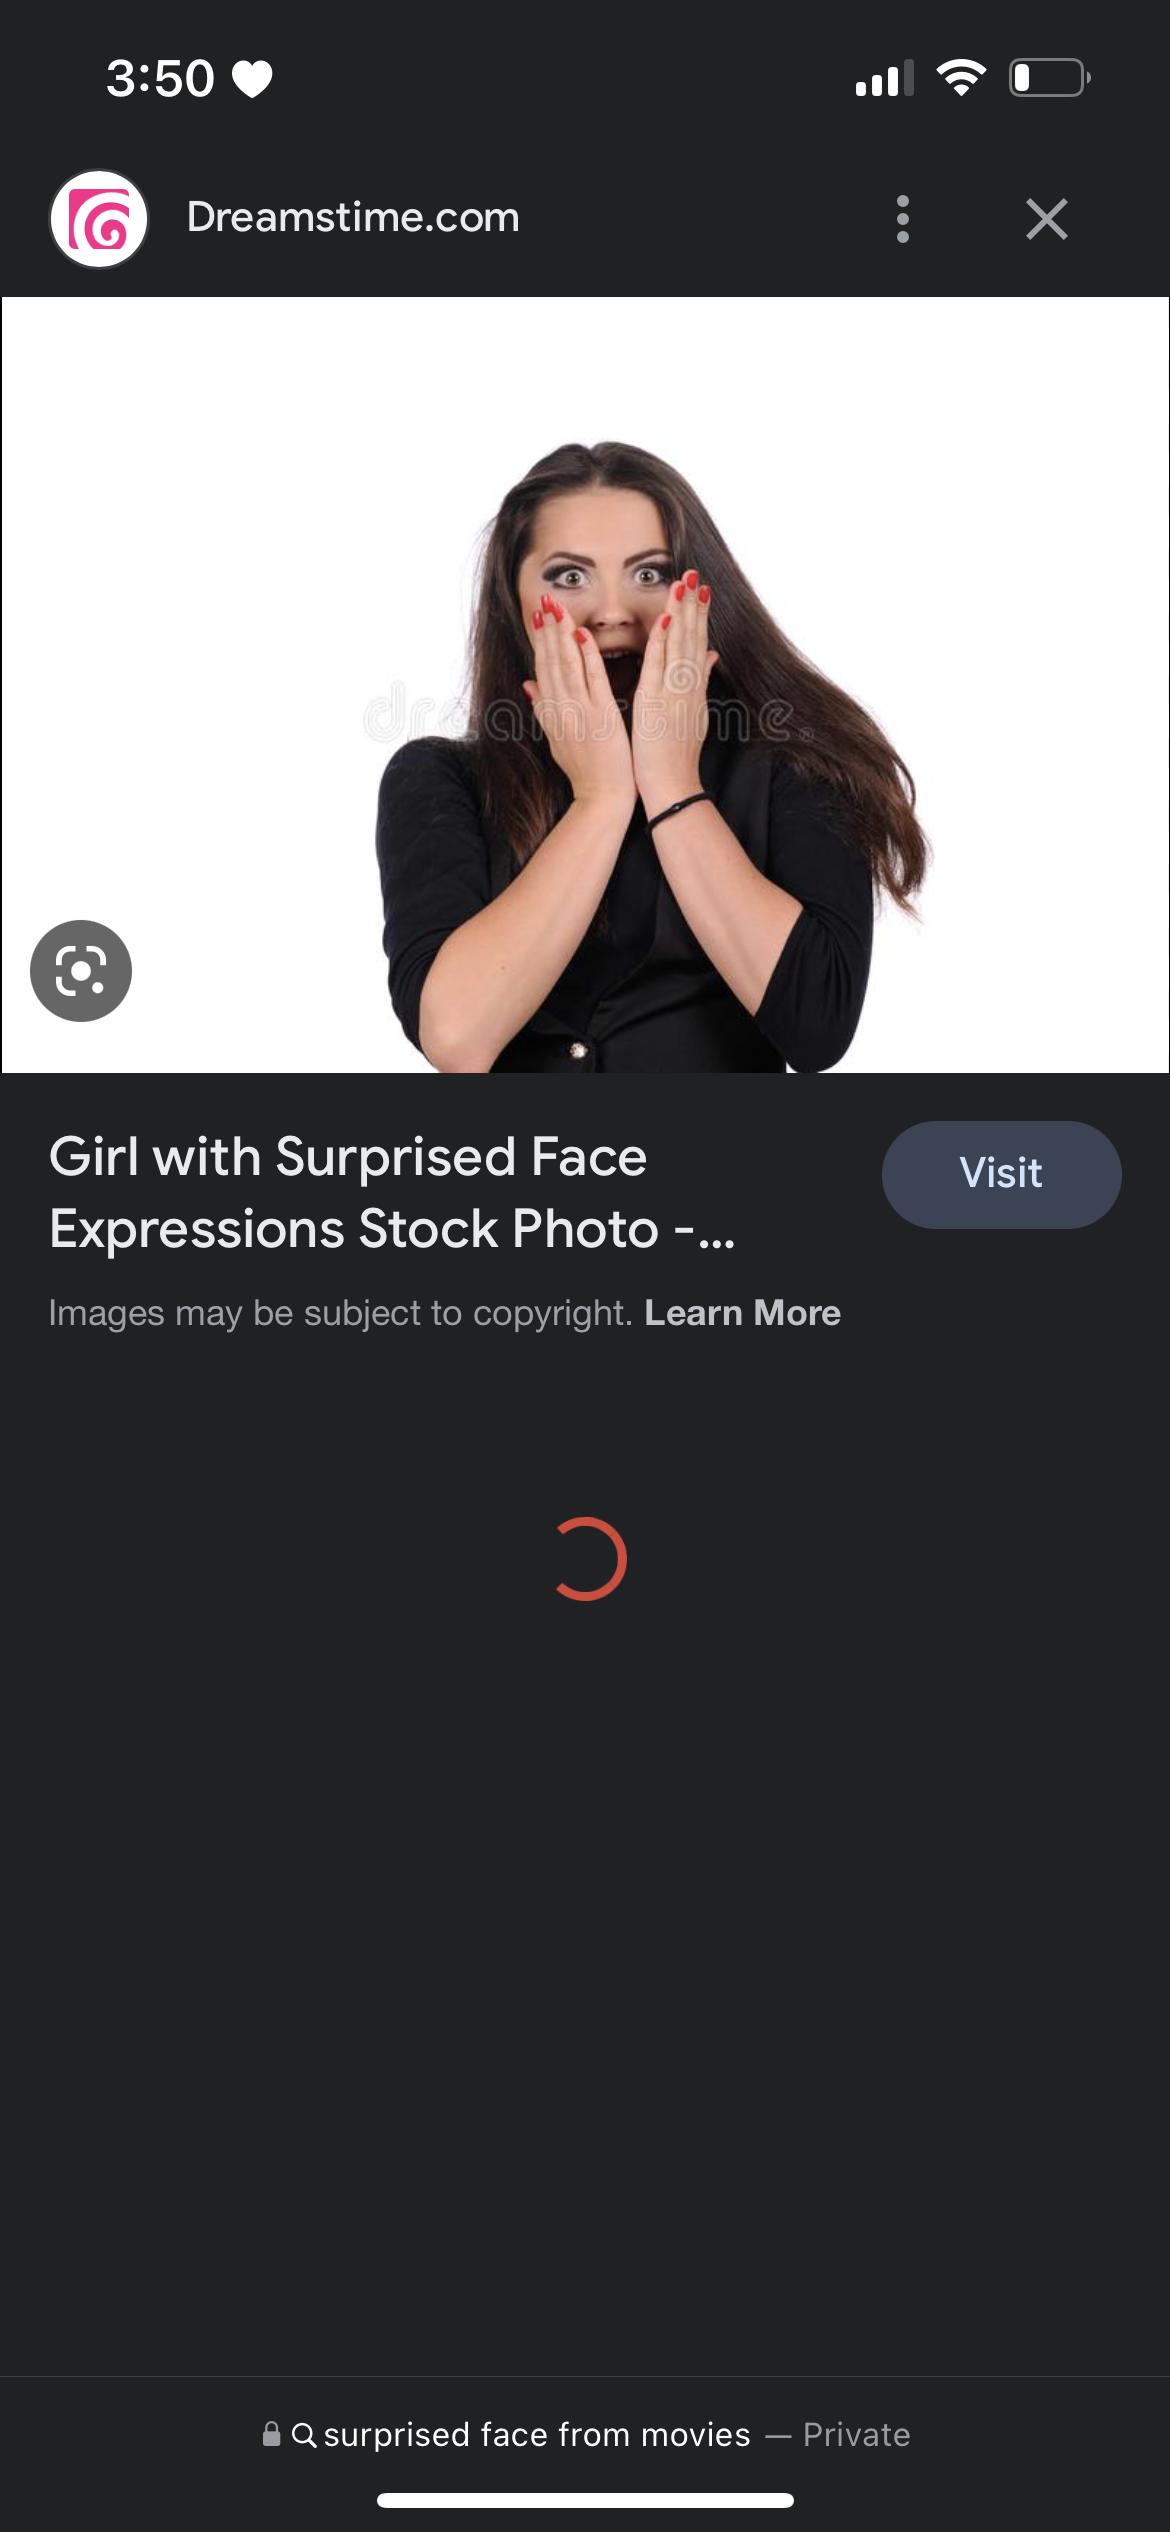 3:50
Dreamstime.com
dreamstime.
Girl with Surprised Face
Expressions Stock Photo -...
Visit
Images may be subject to copyright. Learn More
surprised face from movies — Private